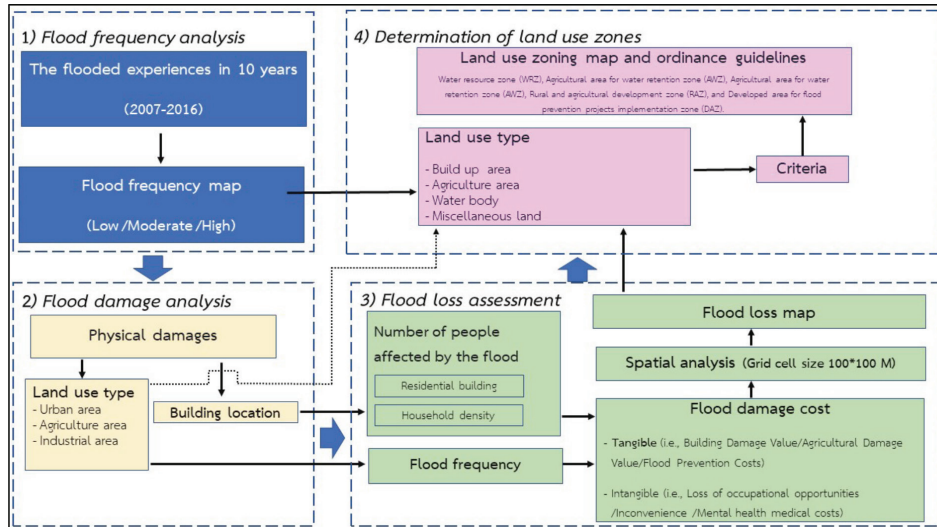 1) Flood frequency analysis
The flooded experiences in 10 years
(2007-2016)
Flood frequency map
(Low /Moderate /High)
2) Flood damage analysis
Physical damages
Land use type
- Urban area
- Agriculture area
- Industrial area
Building location
3) Flood loss assessment
Number of people
affected by the flood
Residential building
Household density
Flood frequency
Flood loss map
Spatial analysis (Grid cell size 100*100 M)
Flood damage cost
- Tangible (i.e., Building Damage Value/Agricultural Damage
Value/Flood Prevention Costs)
- Intangible (i.e., Loss of occupational opportunities
/Inconvenience /Mental health medical costs)
4) Determination of land use zones
Land use zoning map and ordinance guidelines
Water resource zone (WRZ), Agricultural area for water retention zone (AWZ), Agricultural area for water
retention zone (AWZ), Rural and agricultural development zone (RAZ), and Developed area for flood
prevention projects implementation zone (DAZ).
Land use type
- Build up area
- Agriculture area
- Water body
- Miscellaneous land
Criteria